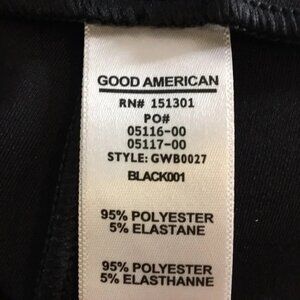 GOOD AMERICAN
RN# 151301
PO#
05116-00
05117-00
STYLE: GWB0027
BLACK001
95% POLYESTER
5% ELASTANE
95% POLYESTER
5% ELASTHANNE